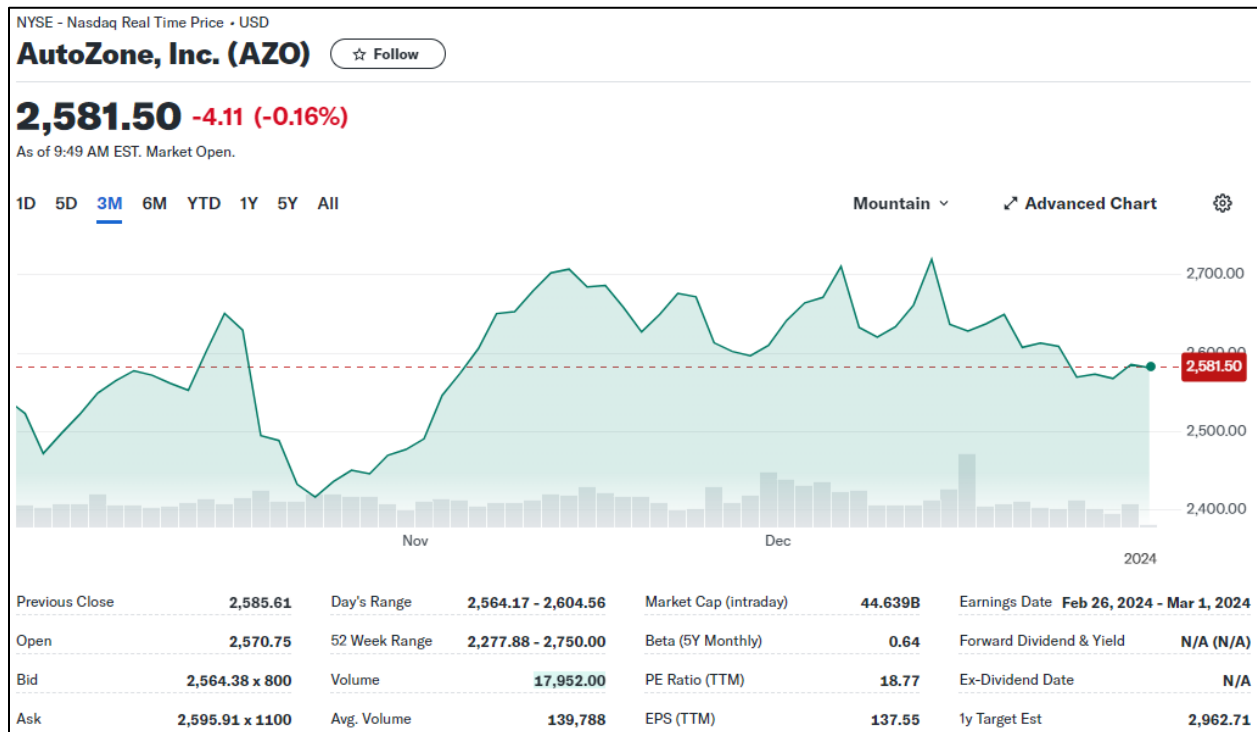 NYSE - Nasdaq Real Time Price • USD
AutoZone, Inc. (AZO) Follow
2,581.50 -4.11 (-0.16%)
As of 9:49 AM EST. Market Open.
1D 5D 3M 6M YTD 1Y 5Y All Mountain Advanced Chart
2,700.00
2,600.00
2,581.50
2,500.00
2,400.00
Nov Dec
2024
Previous Close 2,585.61 Day's Range 2,564.17 - 2,604.56 Market Cap (intraday) 44.639B Earnings Date Feb 26, 2024 - Mar 1, 2024
Open 2,570.75 52 Week Range 2,277.88 - 2,750.00 Beta (5Y Monthly) 0.64 Forward Dividend & Yield N/A (N/A)
Bid 2,564.38 x 800 Volume 17,952.00 PE Ratio (TTM) 18.77 Ex-Dividend Date N/A
Ask 2,595.91 x 1100 Avg. Volume 139,788 EPS (TTM) 137.55 1y Target Est 2,962.71